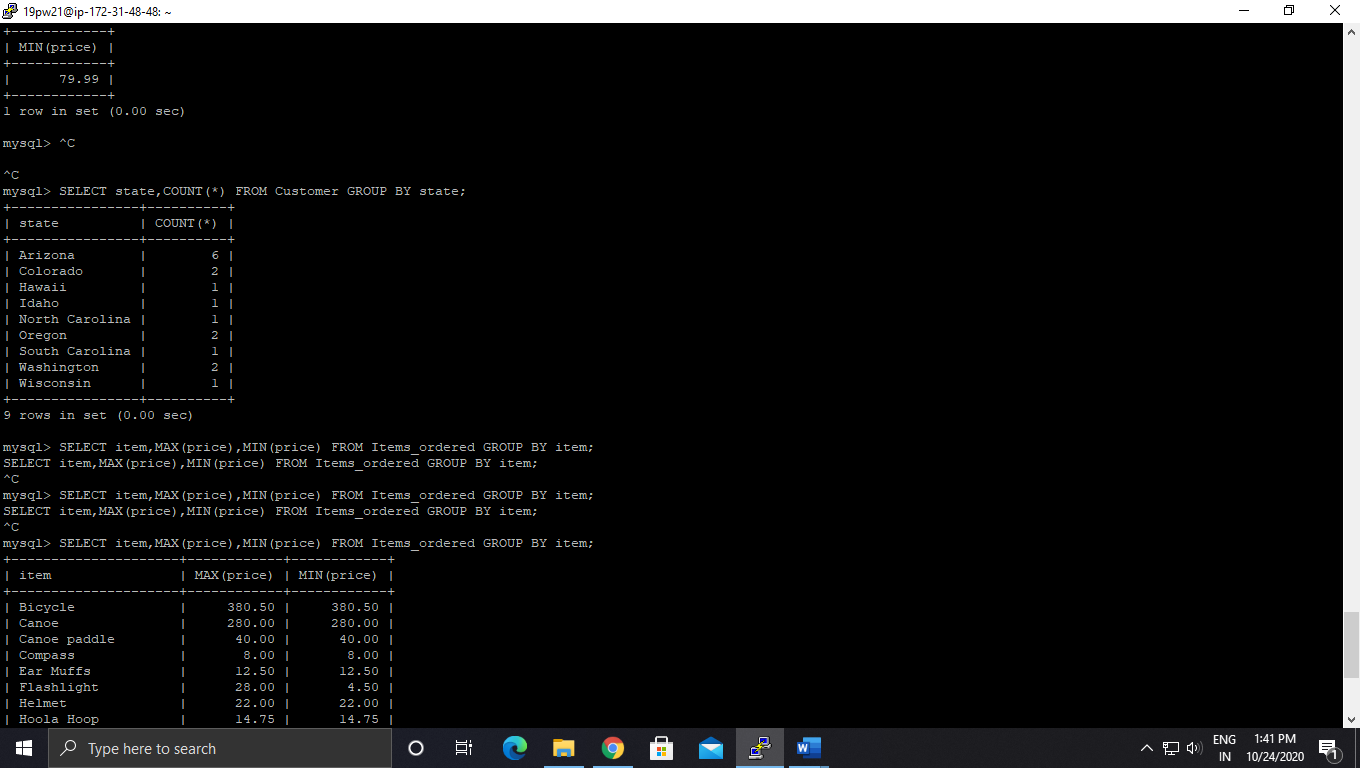 19pw21@ip-172-31-48-48: ~
+------------+
| MIN(price) |
+------------+
|      79.99 |
+------------+
1 row in set (0.00 sec)
mysql> ^C
^C
mysql> SELECT state,COUNT(*) FROM Customer GROUP BY state;
+----------------+----------+
| state          | COUNT(*) |
+----------------+----------+
| Arizona        |        6 |
| Colorado       |        2 |
| Hawaii         |        1 |
| Idaho          |        1 |
| North Carolina |        1 |
| Oregon         |        2 |
| South Carolina |        1 |
| Washington     |        2 |
| Wisconsin      |        1 |
+----------------+----------+
9 rows in set (0.00 sec)
mysql> SELECT item,MAX(price),MIN(price) FROM Items_ordered GROUP BY item;
SELECT item,MAX(price),MIN(price) FROM Items_ordered GROUP BY item;
^C
mysql> SELECT item,MAX(price),MIN(price) FROM Items_ordered GROUP BY item;
SELECT item,MAX(price),MIN(price) FROM Items_ordered GROUP BY item;
^C
mysql> SELECT item,MAX(price),MIN(price) FROM Items_ordered GROUP BY item;
+---------------------+------------+------------+
| item                | MAX(price) | MIN(price) |
+---------------------+------------+------------+
| Bicycle             |     380.50 |     380.50 |
| Canoe               |     280.00 |     280.00 |
| Canoe paddle        |      40.00 |      40.00 |
| Compass             |       8.00 |       8.00 |
| Ear Muffs           |      12.50 |      12.50 |
| Flashlight          |      28.00 |       4.50 |
| Helmet              |      22.00 |      22.00 |
| Hoola Hoop          |      14.75 |      14.75 |
Type here to search
W
ENG
IN
1:41 PM
10/24/2020
1